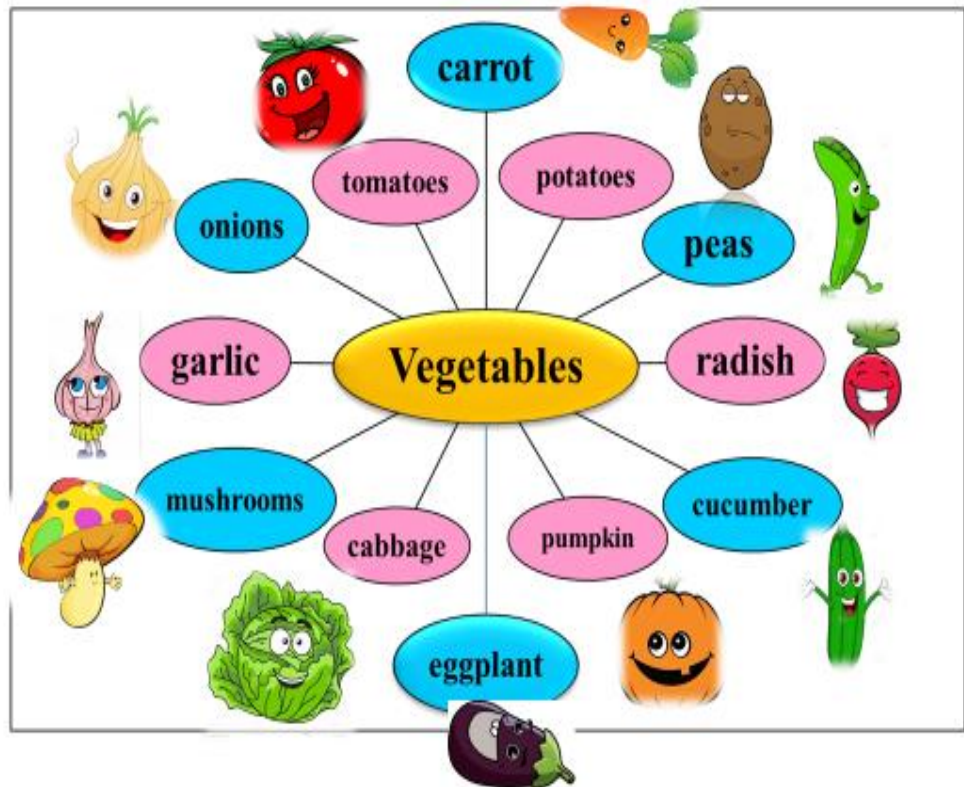 carrot
tomatoes
potatoes
onions
peas
garlic
Vegetables
radish
mushrooms
cucumber
cabbage
pumpkin
eggplant